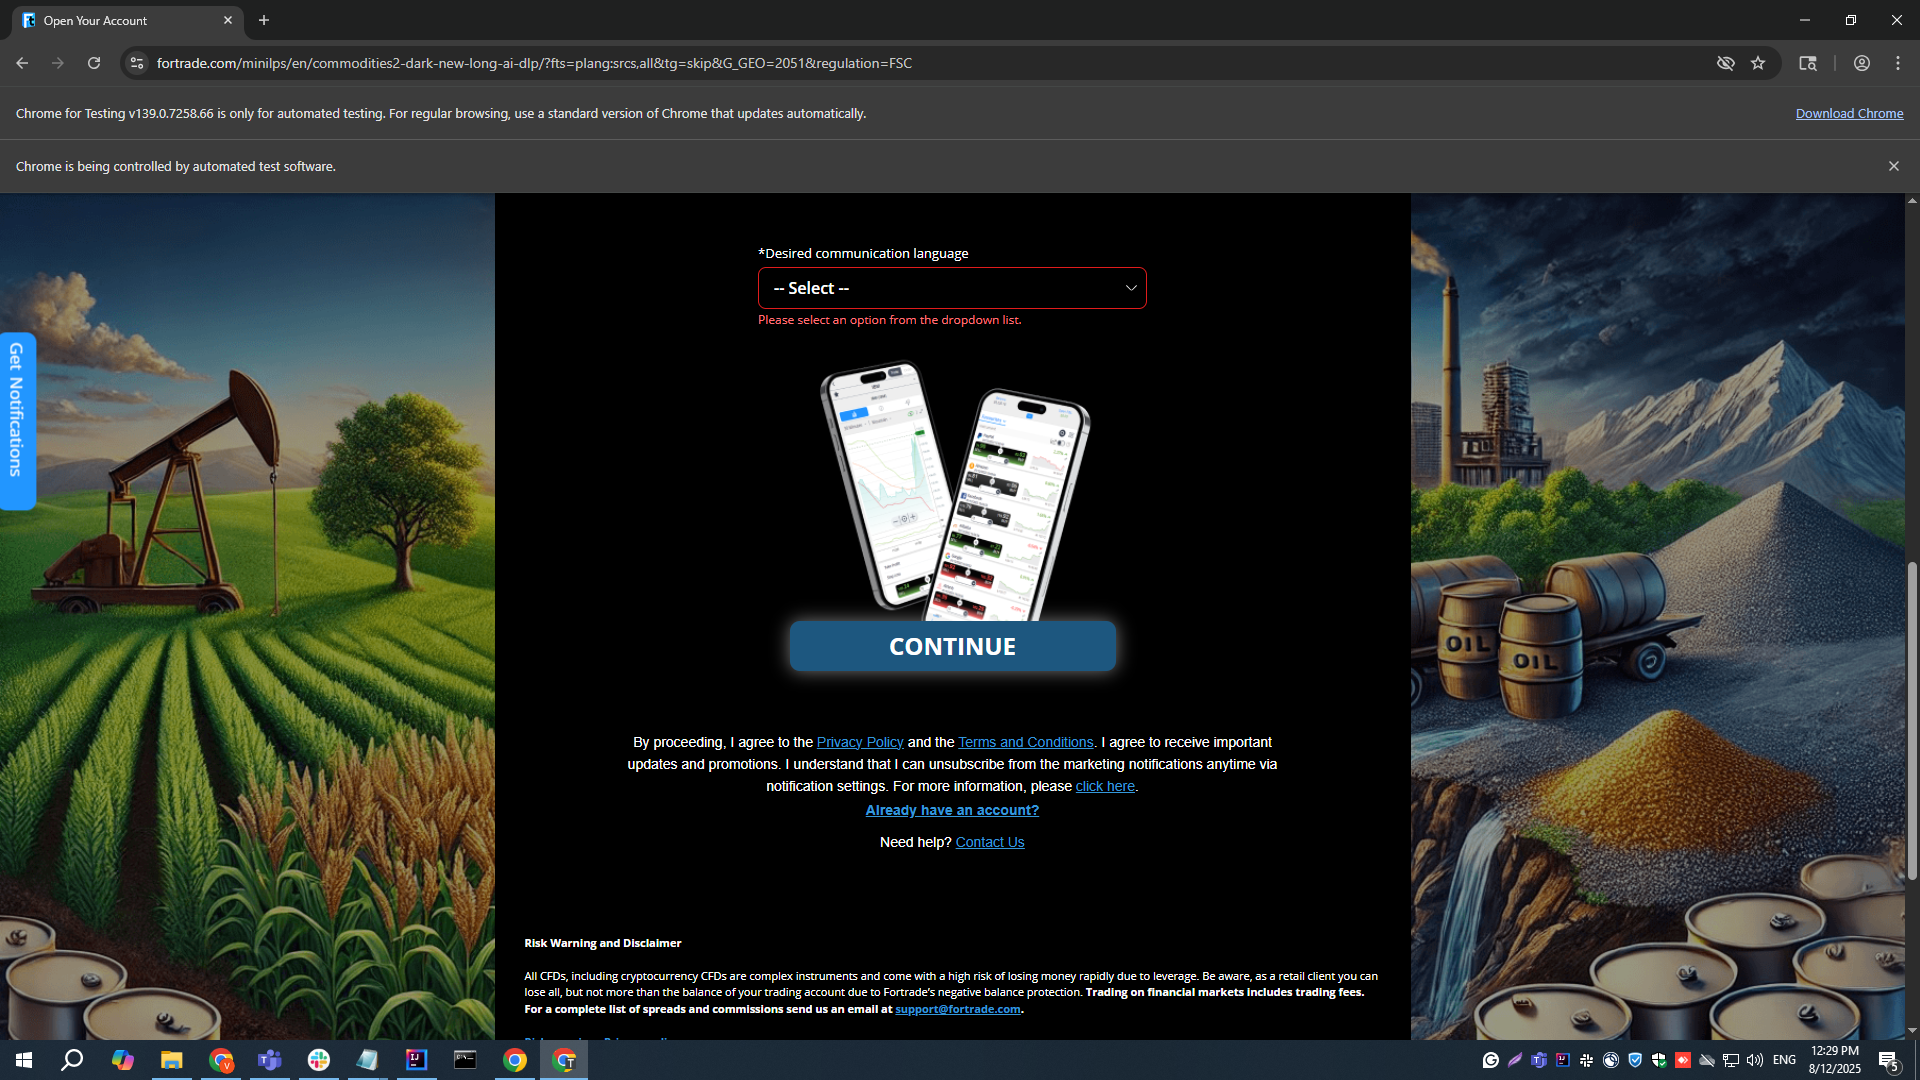 Open Your Account
fortrade.com/minilps/en/commodities2-dark-new-long-ai-dlp/?fts=plang:srcs,all&tg=skip&G_GEO=2051&regulation=FSC
Chrome for Testing v139.0.7258.66 is only for automated testing. For regular browsing, use a standard version of Chrome that updates automatically.
Download Chrome
Chrome is being controlled by automated test software.
*Desired communication language
-- Select --
Please select an option from the dropdown list.
Get Notifications
OIL
OIL
CONTINUE
By proceeding, I agree to the Privacy Policy and the Terms and Conditions. I agree to receive important
updates and promotions. I understand that I can unsubscribe from the marketing notifications anytime via
notification settings. For more information, please click here.
Already have an account?
Need help? Contact Us
Risk Warning and Disclaimer
All CFDs, including cryptocurrency CFDs are complex instruments and come with a high risk of losing money rapidly due to leverage. Be aware, as a retail client you can
lose all, but not more than the balance of your trading account due to Fortrade’s negative balance protection. Trading on financial markets includes trading fees.
For a complete list of spreads and commissions send us an email at support@fortrade.com.
ENG
12:29 PM
8/12/2025
5